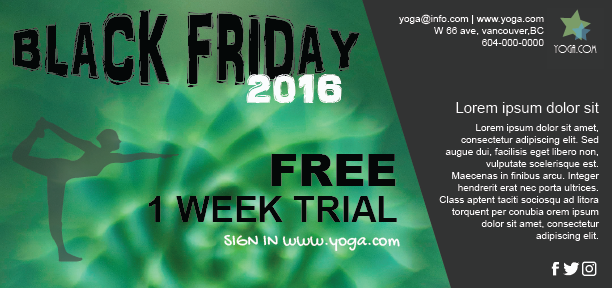 BLACK FRIDAY
2016
FREE
1 WEEK TRIAL
SIGN IN www.yoga.com
yoga@info.com | www.yoga.com
W 66 ave, vancouver,BC
604-000-0000
YOGA.COM
Lorem ipsum dolor sit
Lorem ipsum dolor sit amet,
consectetur adipiscing elit. Sed
augue dui, facilisis eget libero quis,
vulputate scelerisque est.
Maecenas in finibus arcu. Integer
hendrerit erat nec porta ultrices.
Class aptent taciti sociosqu ad litora
torquent per conubia orem ipsum
dolor sit amet, consectetur
adipiscing elit.